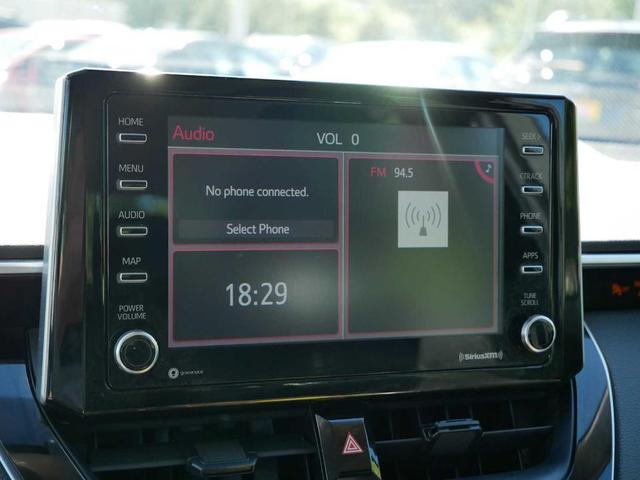 HOME
MENU
AUDIO
MAP
POWER
VOLUME
Audio
VOL 0
No phone connected.
Select Phone
18:29
FM 94.5
SEEK >
<TRACK
PHONE
APPS
TUNE
SCROLL
gracenote
SiriusXM